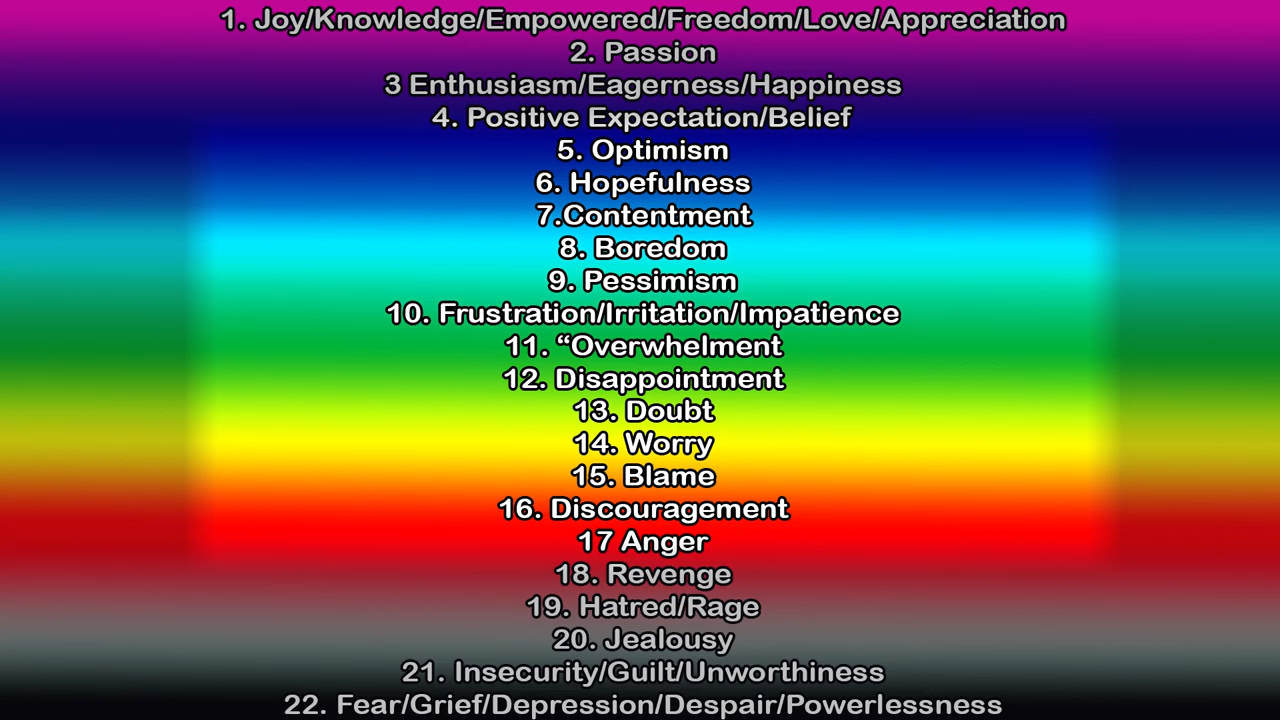 1. Joy/Knowledge/Empowered/Freedom/Love/Appreciation
2. Passion
3 Enthusiasm/Eagerness/Happiness
4. Positive Expectation/Belief
5. Optimism
6. Hopefulness
7.Contentment
8. Boredom
9. Pessimism
10. Frustration/Irritation/Impatience
11. “Overwhelment
12. Disappointment
13. Doubt
14. Worry
15. Blame
16. Discouragement
17 Anger
18. Revenge
19. Hatred/Rage
20. Jealousy
21. Insecurity/Guilt/Unworthiness
22. Fear/Grief/Depression/Despair/Powerlessness